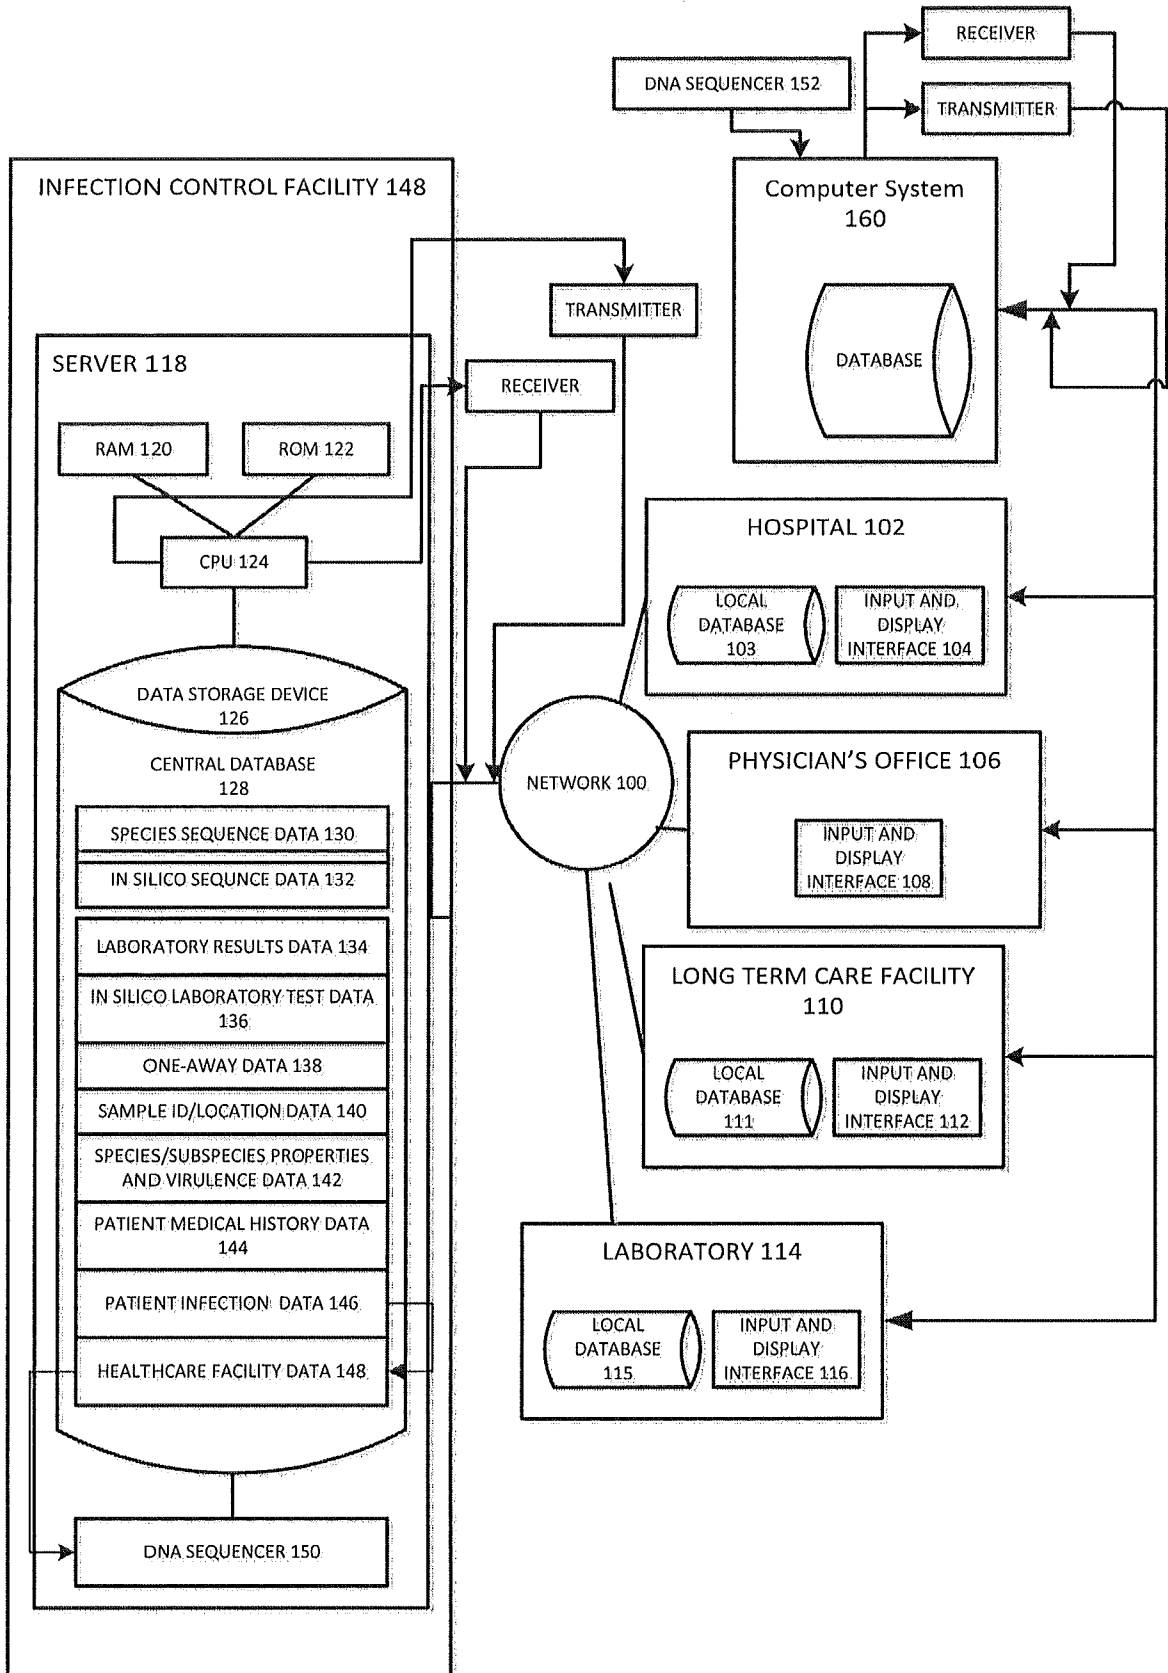 RECEIVER
DNA SEQUENCER 152
TRANSMITTER
INFECTION CONTROL FACILITY 148
Computer System
160
DATABASE
TRANSMITTER
SERVER 118
RECEIVER
RAM 120
ROM 122
CPU 124
DATA STORAGE DEVICE
126
CENTRAL DATABASE
128
SPECIES SEQUENCE DATA 130
IN SILICO SEQUNCE DATA 132
LABORATORY RESULTS DATA 134
IN SILICO LABORATORY TEST DATA
136
ONE-AWAY DATA 138
SAMPLE ID/LOCATION DATA 140
SPECIES/SUBSPECIES PROPERTIES
AND VIRULENCE DATA 142
PATIENT MEDICAL HISTORY DATA
144
PATIENT INFECTION DATA 146
HEALTHCARE FACILITY DATA 148
DNA SEQUENCER 150
NETWORK 100
HOSPITAL 102
LOCAL
DATABASE
103
INPUT AND
DISPLAY
INTERFACE 104
PHYSICIAN'S OFFICE 106
INPUT AND
DISPLAY
INTERFACE 108
LONG TERM CARE FACILITY
110
LOCAL
DATABASE
111
INPUT AND
DISPLAY
INTERFACE 112
LABORATORY 114
LOCAL
DATABASE
115
INPUT AND
DISPLAY
INTERFACE 116